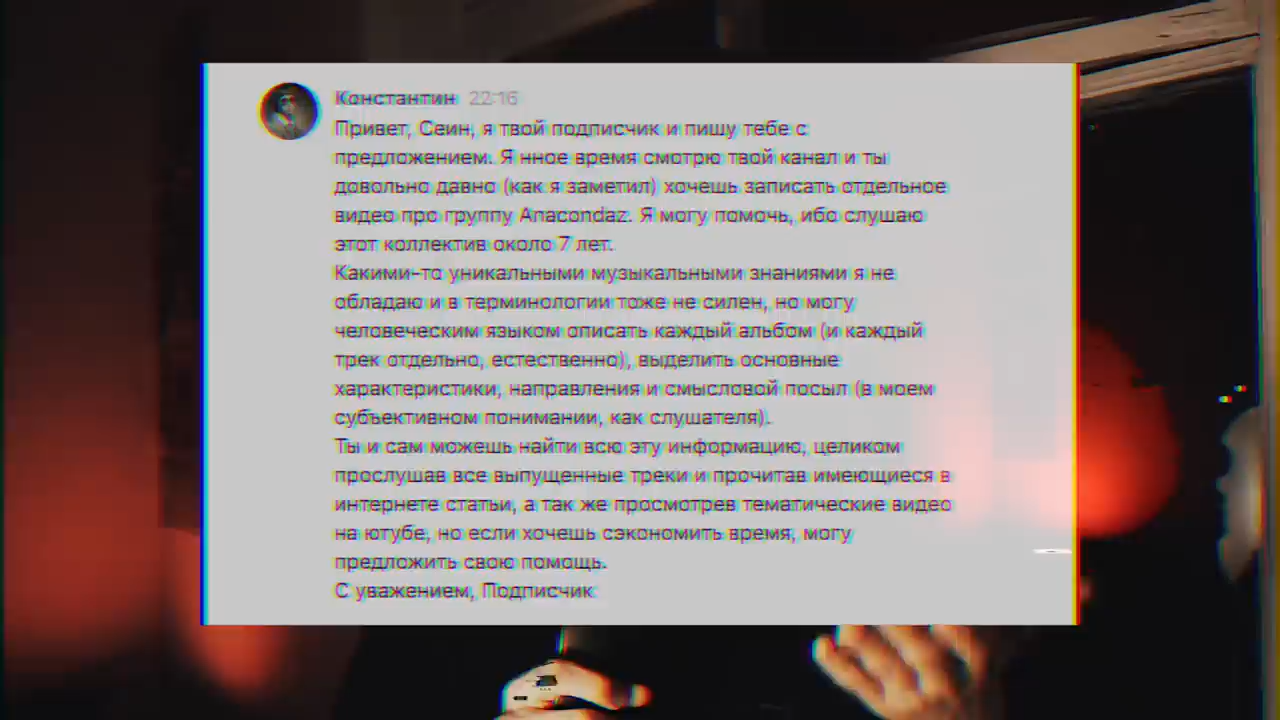 Константин 22:16
Привет, Сеин, я твой подписчик и пишу тебе с
предложением. Я нное время смотрю твой канал и ты
довольно давно (как я заметил) хочешь записать отдельное
видео про группу Anacondaz. Я могу помочь, ибо слушаю
этот коллектив около 7 лет.
Какими-то уникальными музыкальными знаниями я не
обладаю и в терминологии тоже не силен, но могу
человеческим языком описать каждый альбом (и каждый
трек отдельно, естественно), выделить основные
характеристики, направления и смысловой посыл (в моем
субъективном понимании, как слушателя).
Ты и сам можешь найти всю эту информацию, целиком
прослушав все выпущенные треки и прочитав имеющиеся в
интернете статьи, а так же просмотрев тематические видео
на ютубе, но если хочешь сэкономить время, могу
предложить свою помощь.
С уважением, Подписчик